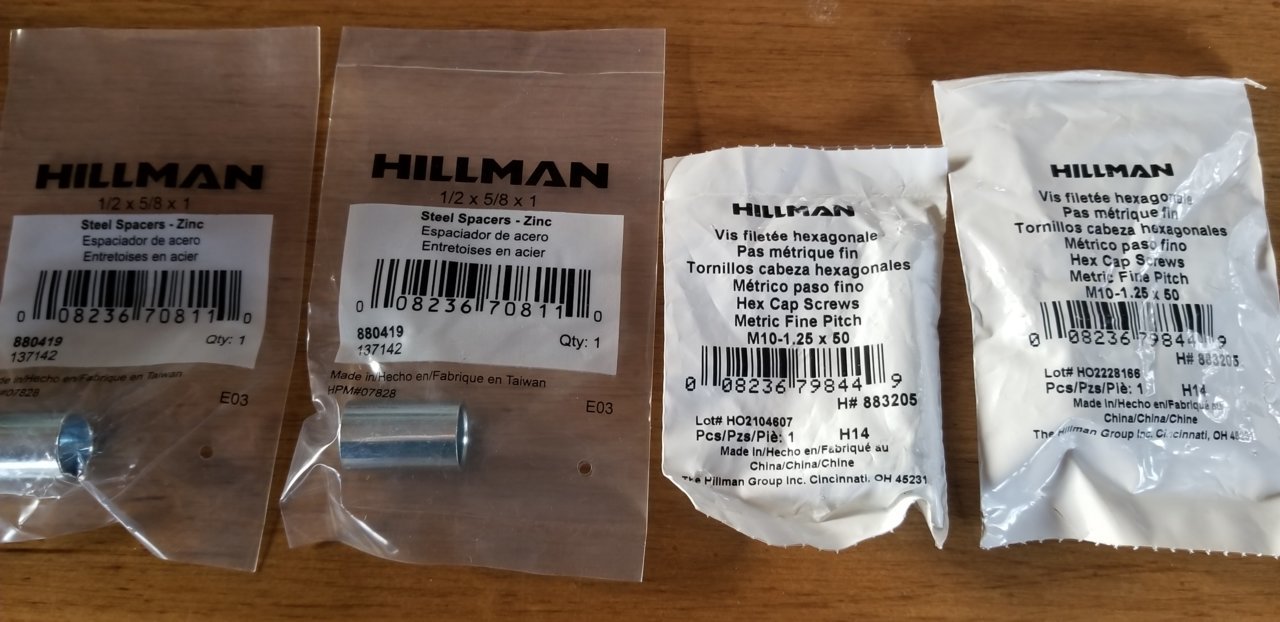 HILLMAN
1/2 x 5/8 x 1
Steel Spacers - Zinc
Espaciador de acero
Entretoises en acier
0 08236 70811 0
880419
Qty: 1
137142
de in/Hecho en/Fabrique en Taiwan
#07828
E03
HILLMAN
1/2 x 5/8 x 1
Steel Spacers - Zinc
Espaciador de acero
Entretoises en acier
0 08236 70811 0
880419
Qty: 1
137142
Made in/Hecho en/Fabrique en Taiwan
HPM#07828
E03
HILLMAN
Vis filetée hexagonale
Pas métrique fin
Tornillos cabeza hexagonales
Métrico paso fino
Hex Cap Screws
Metric Fine Pitch
M10-1.25 x 50
0 08236 79844 9
H# 883205
Lot# HO2104607
Pcs/Pzs/Piè: 1 H14
Made in/Hecho en/Fabriqué au
China/China/Chine
The Hillman Group Inc. Cincinnati, OH 45231
HILLMAN
Vis filetée hexagonale
Pas métrique fin
Tornillos cabeza hexagonales
Métrico paso fino
Hex Cap Screws
Metric Fine Pitch
M10-1.25 x 50
0 08236 79844 9
H# 883205
Lot# HO2228166
Pcs/Pzs/Piè: 1 H14
Made in/Hecho en/Fabriqué au
China/China/Chine
The Hillman Group Inc. Cincinnati, OH